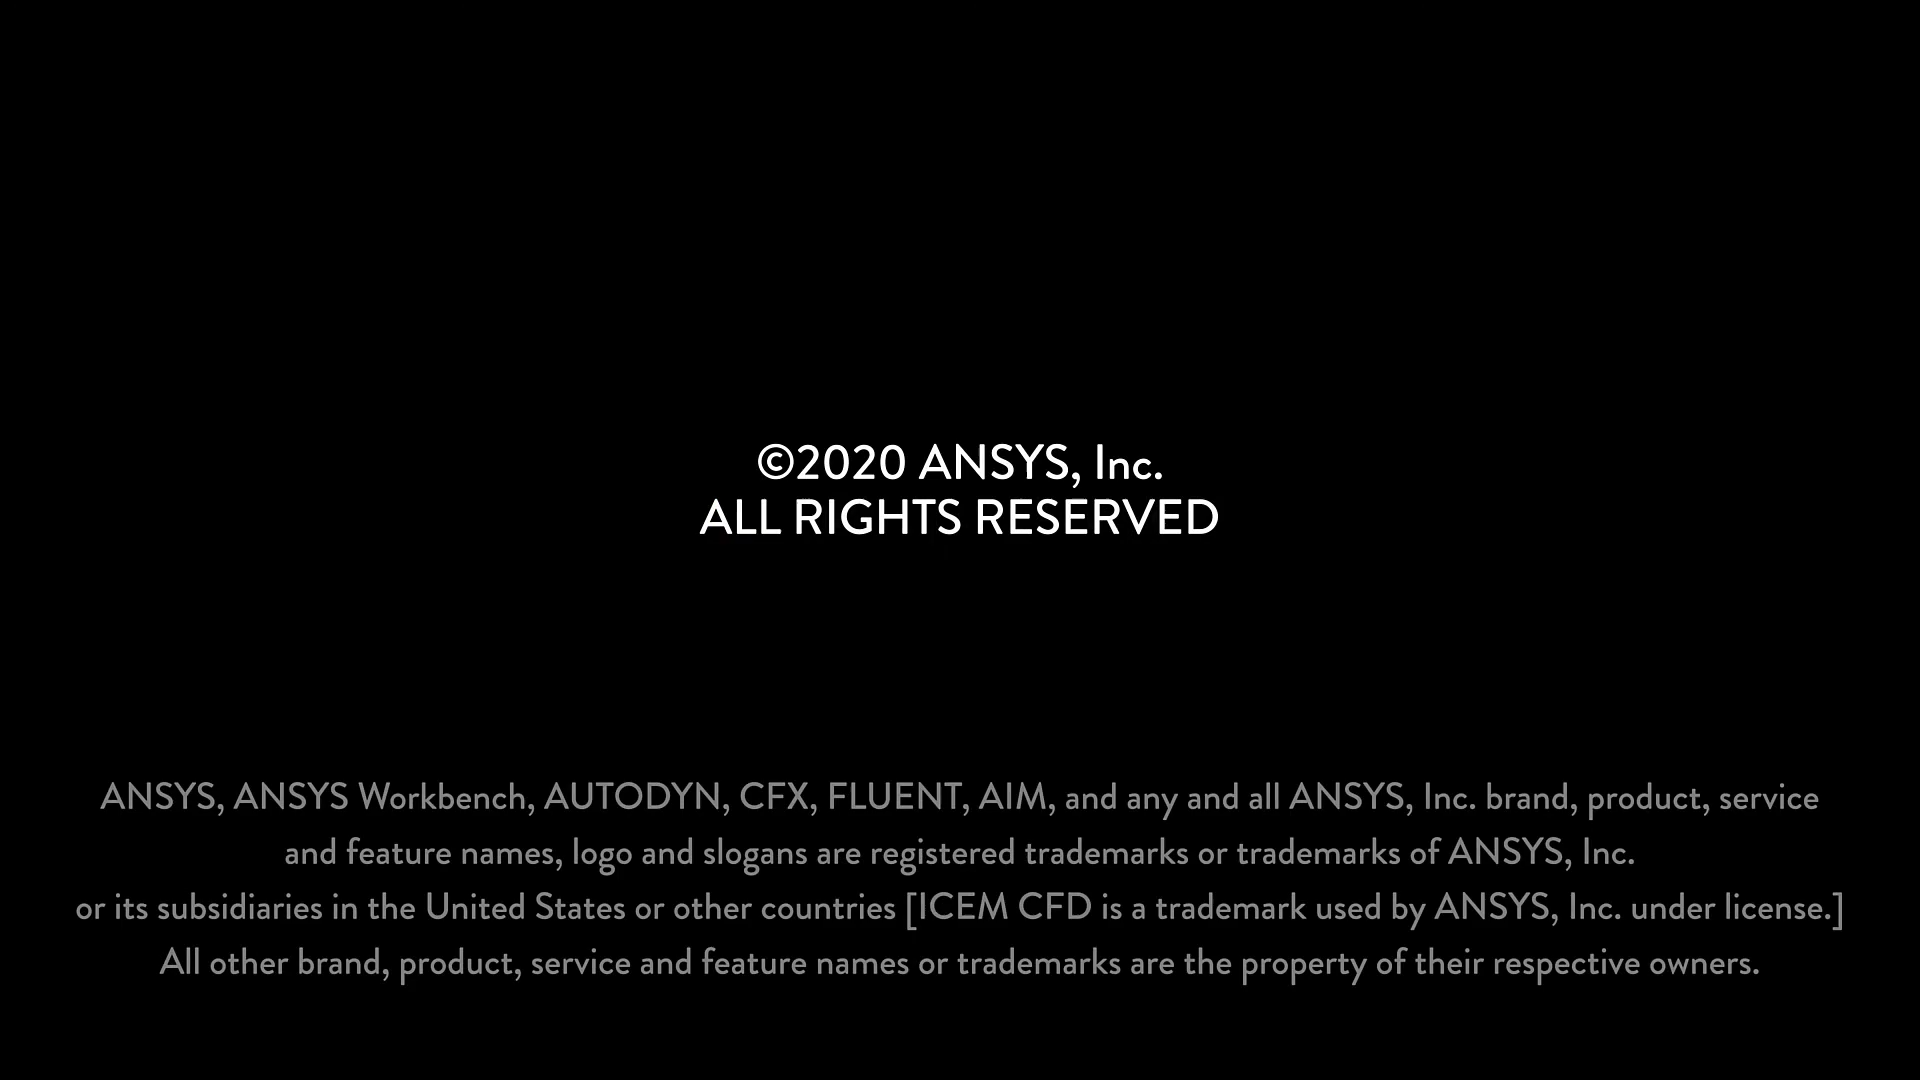 ©2020 ANSYS, Inc.
ALL RIGHTS RESERVED
ANSYS, ANSYS Workbench, AUTODYN, CFX, FLUENT, AIM, and any and all ANSYS, Inc. brand, product, service
and feature names, logo and slogans are registered trademarks or trademarks of ANSYS, Inc.
or its subsidiaries in the United States or other countries [ICEM CFD is a trademark used by ANSYS, Inc. under license.]
All other brand, product, service and feature names or trademarks are the property of their respective owners.